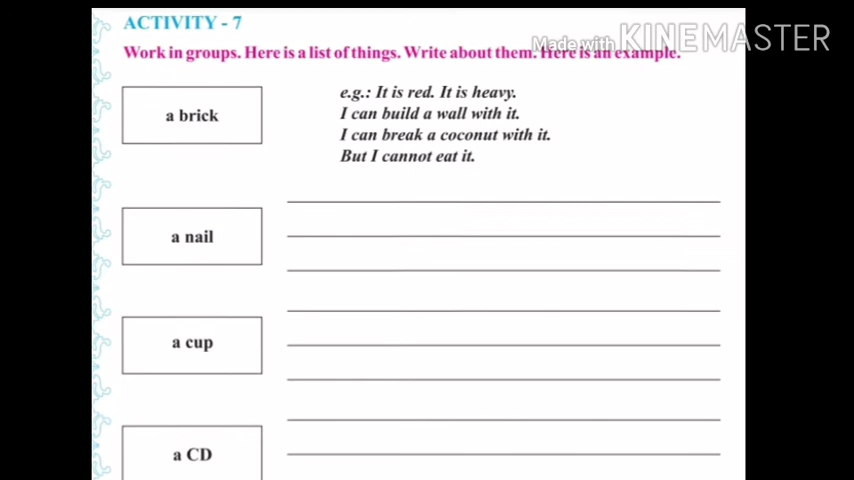 ACTIVITY - 7
Made with KINEMASTER
Work in groups. Here is a list of things. Write about them. Here is an example.
a brick
e.g.: It is red. It is heavy.
I can build a wall with it.
I can break a coconut with it.
But I cannot eat it.
a nail
a cup
a CD